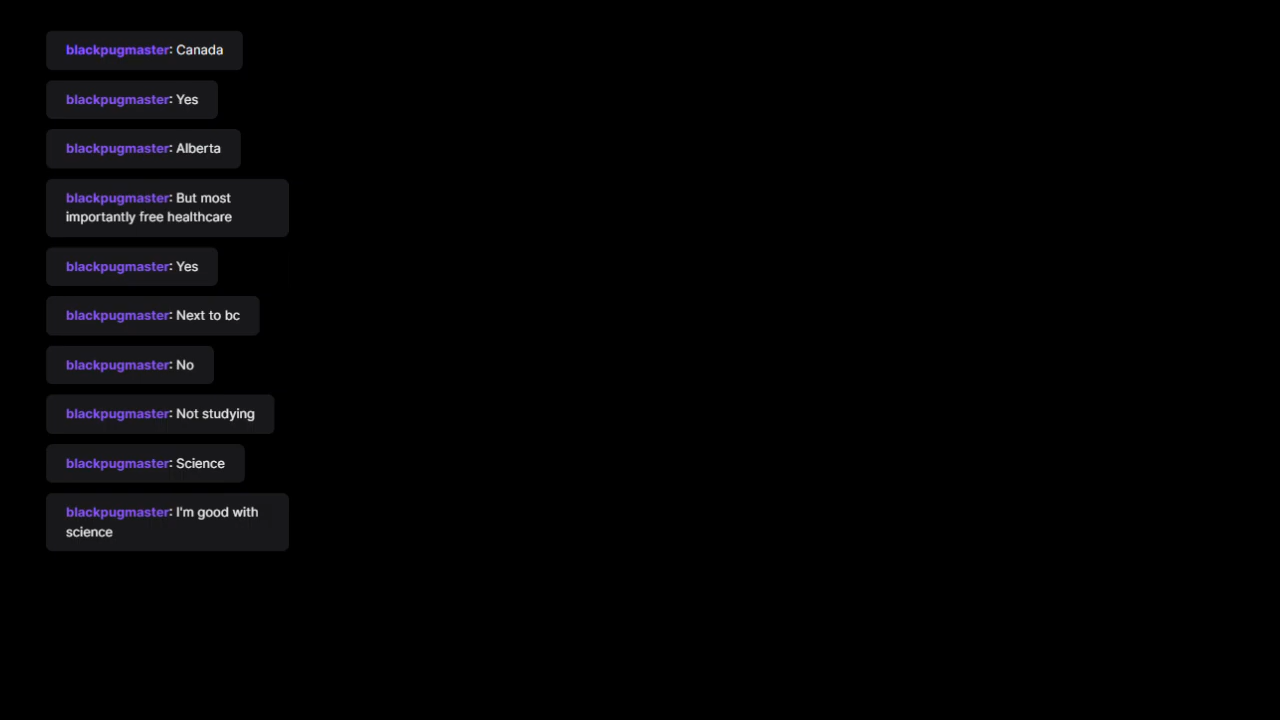 blackpugmaster: Canada
blackpugmaster: Yes
blackpugmaster: Alberta
blackpugmaster: But most
importantly free healthcare
blackpugmaster: Yes
blackpugmaster: Next to bc
blackpugmaster: No
blackpugmaster: Not studying
blackpugmaster: Science
blackpugmaster: I'm good with
science